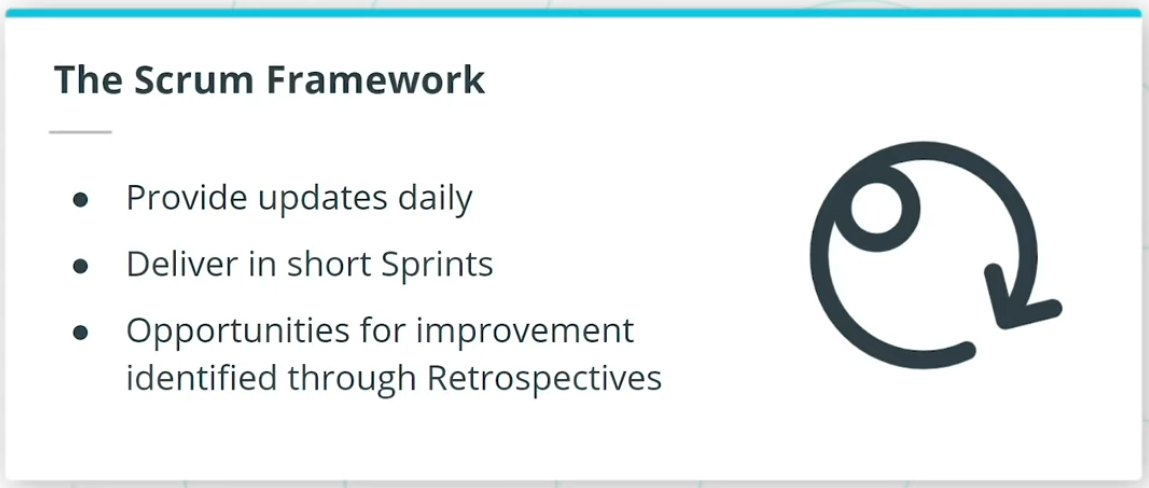 The Scrum Framework
● Provide updates daily
● Deliver in short Sprints
● Opportunities for improvement
identified through Retrospectives